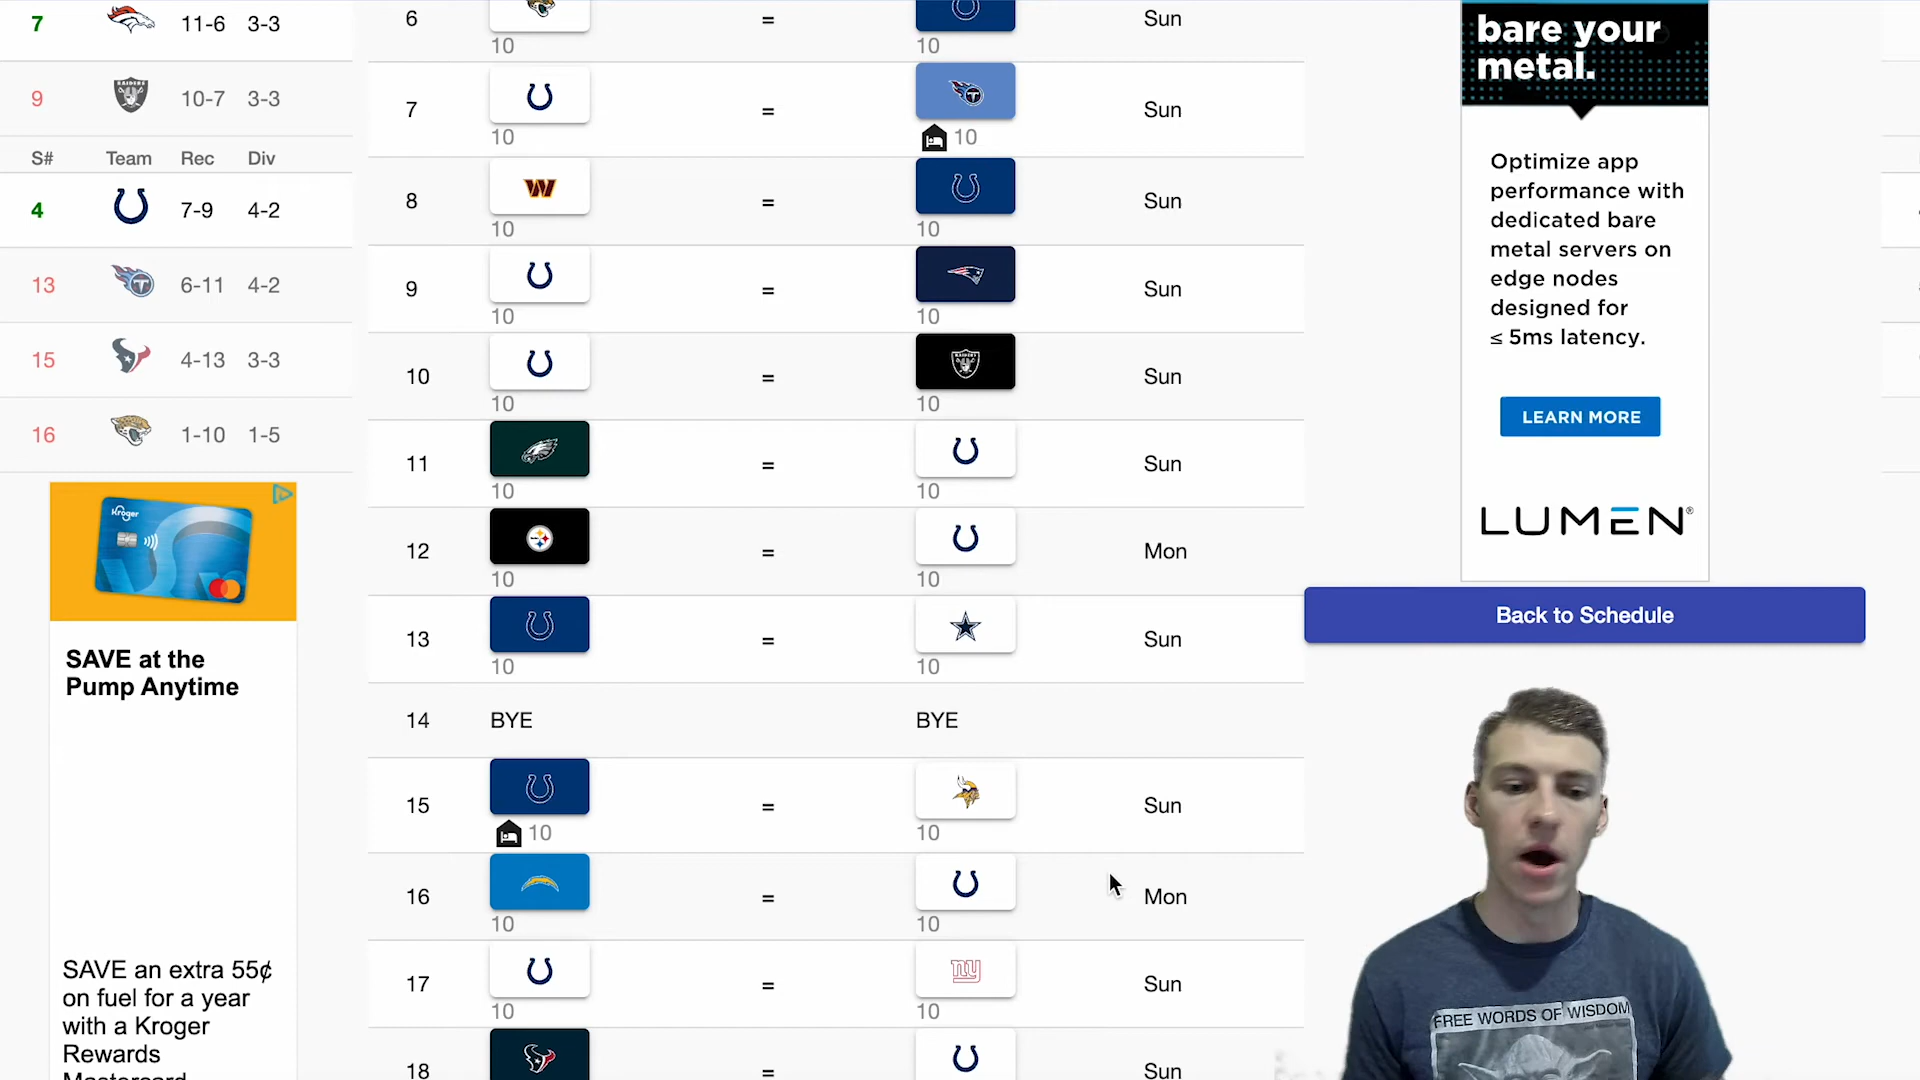 7 11-6 3-3
9 RAIDERS 10-7 3-3
S# Team Rec Div
4 7-9 4-2
13 T 6-11 4-2
15 4-13 3-3
16 1-10 1-5
Kroger
SAVE at the
Pump Anytime
SAVE an extra 55¢
on fuel for a year
with a Kroger
Rewards
Mastercard
6 = Sun
10 10
7 = T Sun
10 10
8 W = Sun
10 10
9 = Sun
10 10
10 = RAIDERS Sun
10 10
11 = Sun
10 10
12 = Mon
10 10
13 = Sun
10 10
14 BYE BYE
15 = Sun
10 10
16 = Mon
10 10
17 = ny Sun
10 10
18 = Sun
bare your
metal.
Optimize app
performance with
dedicated bare
metal servers on
edge nodes
designed for
≤ 5ms latency.
LEARN MORE
LUMEN®
Back to Schedule
FREE WORDS OF WISDOM